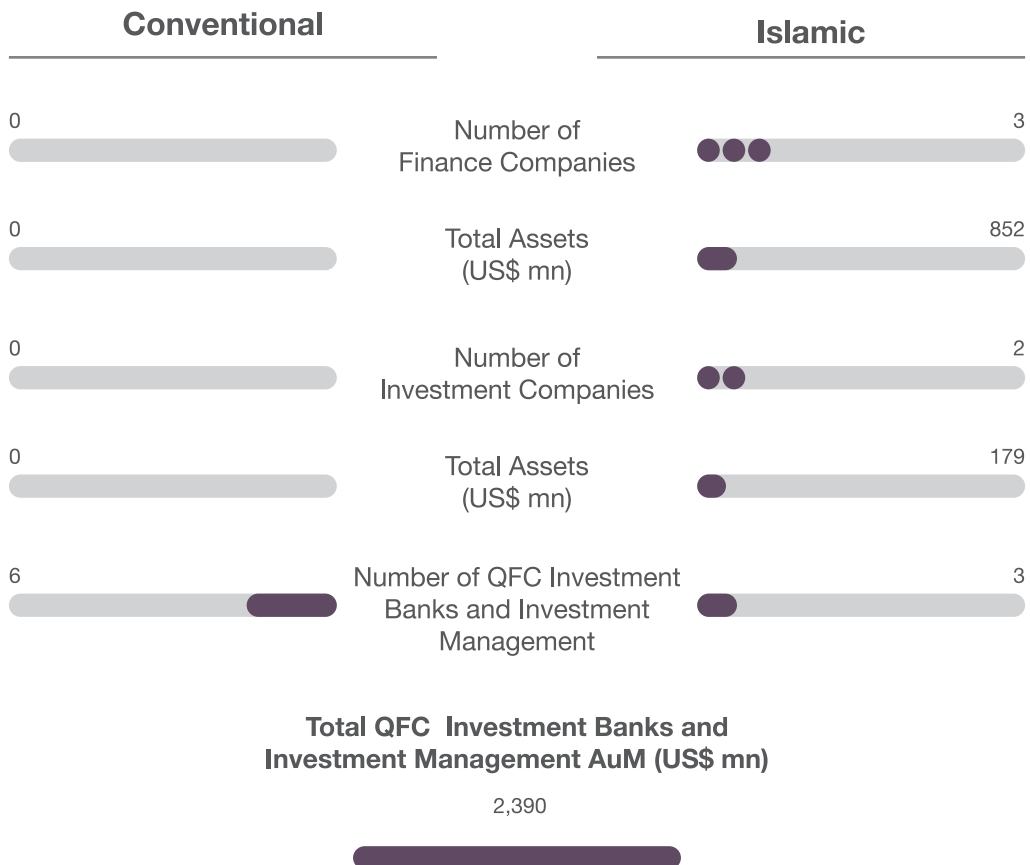 Conventional
Islamic
0
Number of
Finance Companies
3
0
Total Assets
(US$ mn)
852
0
Number of
Investment Companies
2
0
Total Assets
(US$ mn)
179
6
Number of QFC Investment
Banks and Investment
Management
3
Total QFC Investment Banks and
Investment Management AuM (US$ mn)
2,390